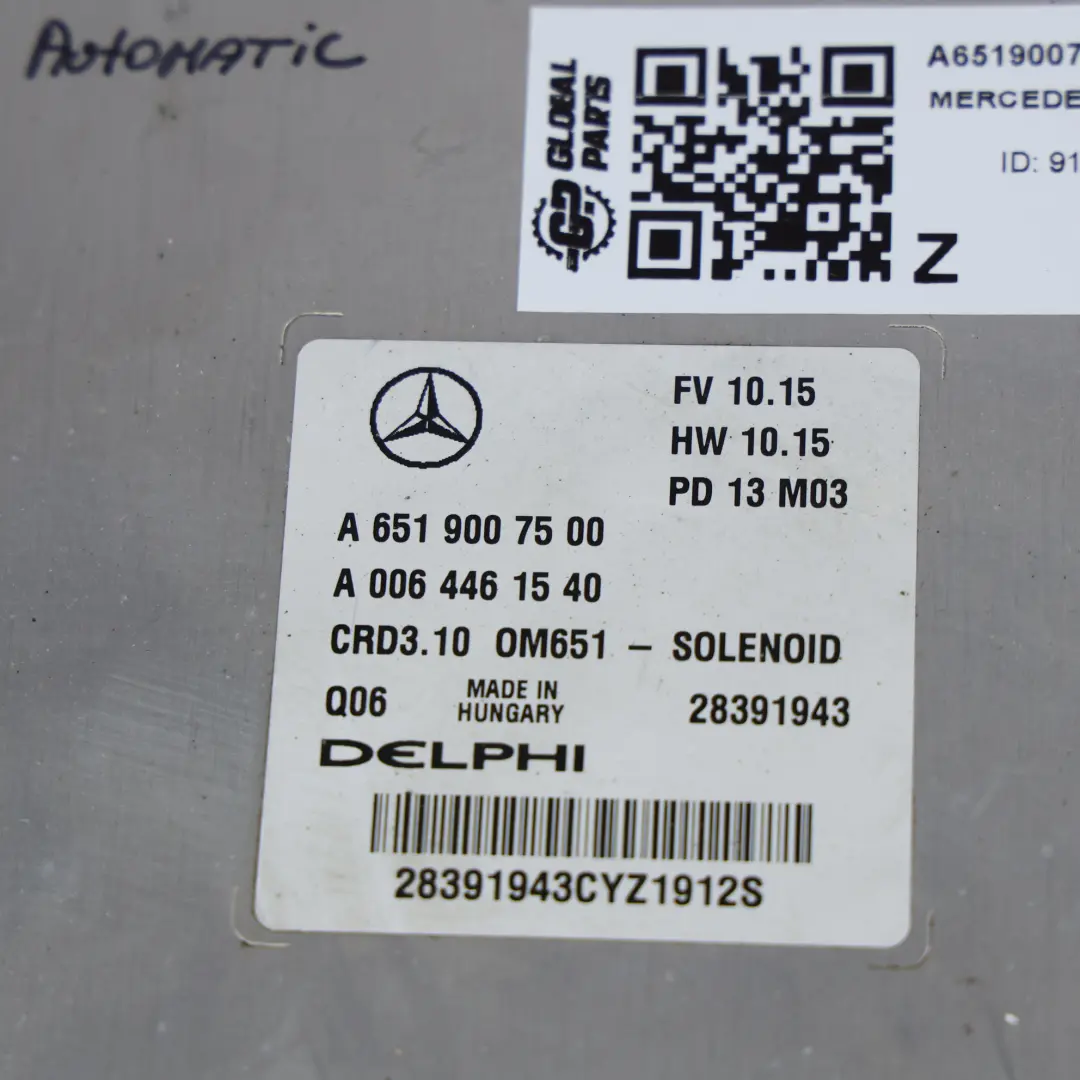 AUTOMATIC
GLOBAL
PARTS
GP
A6519007
MERCEDE
ID: 91
Z
FV 10.15
HW 10.15
PD 13 M03
A 651 900 75 00
A 006 446 15 40
CRD3.10 OM651 – SOLENOID
Q06 MADE IN HUNGARY 28391943
DELPHI
28391943CYZ1912S